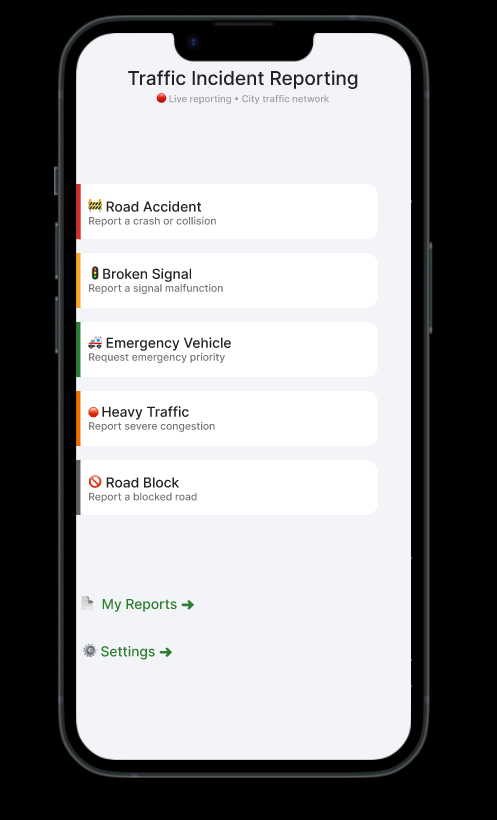 Traffic Incident Reporting
🔴 Live reporting • City traffic network
🚧 Road Accident
Report a crash or collision
🚦 Broken Signal
Report a signal malfunction
🚑 Emergency Vehicle
Request emergency priority
🔴 Heavy Traffic
Report severe congestion
🚫 Road Block
Report a blocked road
My Reports ➜
⚙️ Settings ➜